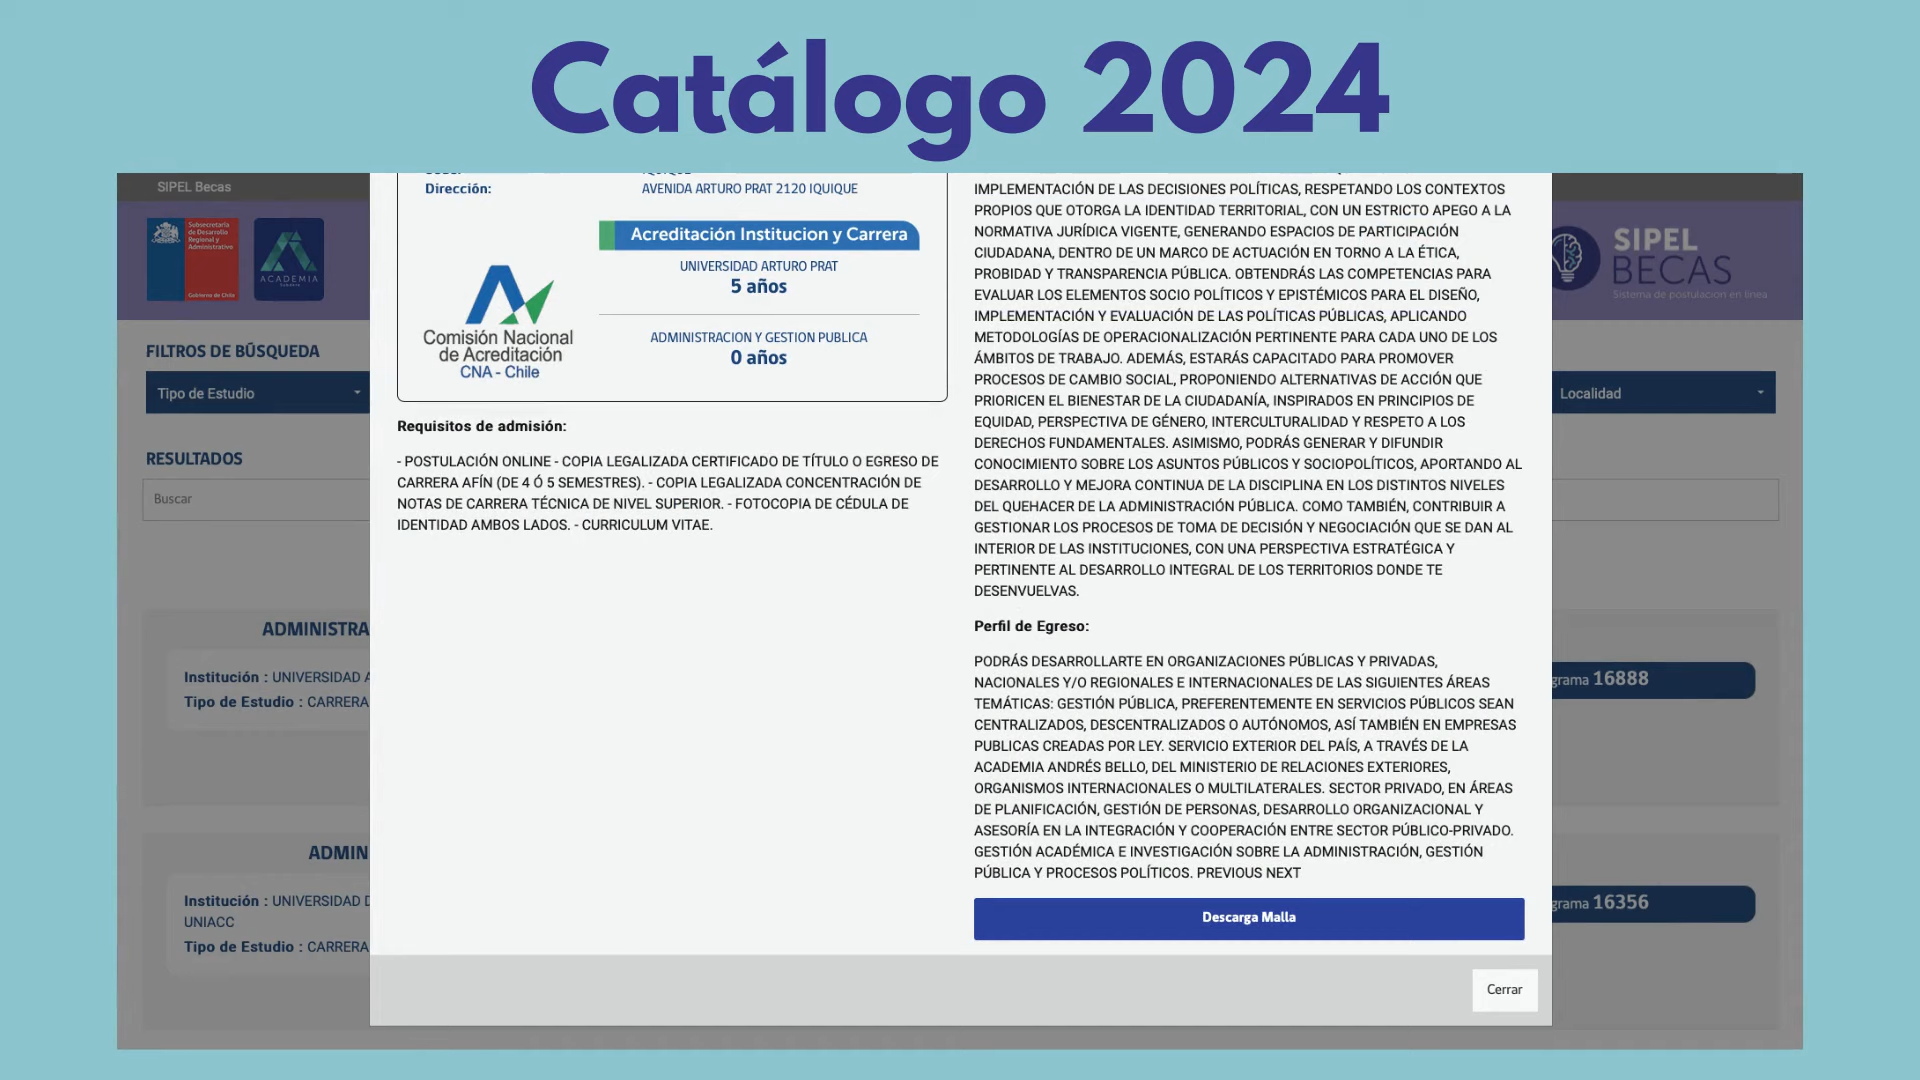 Catálogo 2024
SIPEL Becas
Subsecretaría
de Desarrollo
Regional y
Administrativo
Gobierno de Chile
ACADEMIA
SIPEL
BECAS
Sistema de postulación en línea
FILTROS DE BÚSQUEDA
Tipo de Estudio
Localidad
RESULTADOS
Buscar
ADMINISTRA
Institución : UNIVERSIDAD A
Tipo de Estudio : CARRERA
grama 16888
ADMIN
Institución : UNIVERSIDAD D
UNIACC
Tipo de Estudio : CARRERA
grama 16356
Dirección:
AVENIDA ARTURO PRAT 2120 IQUIQUE
Acreditación Institucion y Carrera
UNIVERSIDAD ARTURO PRAT
5 años
ADMINISTRACION Y GESTION PUBLICA
0 años
Comisión Nacional
de Acreditación
CNA - Chile
Requisitos de admisión:
- POSTULACIÓN ONLINE - COPIA LEGALIZADA CERTIFICADO DE TÍTULO O EGRESO DE
CARRERA AFÍN (DE 4 Ó 5 SEMESTRES). - COPIA LEGALIZADA CONCENTRACIÓN DE
NOTAS DE CARRERA TÉCNICA DE NIVEL SUPERIOR. - FOTOCOPIA DE CÉDULA DE
IDENTIDAD AMBOS LADOS. - CURRICULUM VITAE.
IMPLEMENTACIÓN DE LAS DECISIONES POLÍTICAS, RESPETANDO LOS CONTEXTOS
PROPIOS QUE OTORGA LA IDENTIDAD TERRITORIAL, CON UN ESTRICTO APEGO A LA
NORMATIVA JURÍDICA VIGENTE, GENERANDO ESPACIOS DE PARTICIPACIÓN
CIUDADANA, DENTRO DE UN MARCO DE ACTUACIÓN EN TORNO A LA ÉTICA,
PROBIDAD Y TRANSPARENCIA PÚBLICA. OBTENDRÁS LAS COMPETENCIAS PARA
EVALUAR LOS ELEMENTOS SOCIO POLÍTICOS Y EPISTÉMICOS PARA EL DISEÑO,
IMPLEMENTACIÓN Y EVALUACIÓN DE LAS POLÍTICAS PÚBLICAS, APLICANDO
METODOLOGÍAS DE OPERACIONALIZACIÓN PERTINENTE PARA CADA UNO DE LOS
ÁMBITOS DE TRABAJO. ADEMÁS, ESTARÁS CAPACITADO PARA PROMOVER
PROCESOS DE CAMBIO SOCIAL, PROPONIENDO ALTERNATIVAS DE ACCIÓN QUE
PRIORICEN EL BIENESTAR DE LA CIUDADANÍA, INSPIRADOS EN PRINCIPIOS DE
EQUIDAD, PERSPECTIVA DE GÉNERO, INTERCULTURALIDAD Y RESPETO A LOS
DERECHOS FUNDAMENTALES. ASIMISMO, PODRÁS GENERAR Y DIFUNDIR
CONOCIMIENTO SOBRE LOS ASUNTOS PÚBLICOS Y SOCIOPOLÍTICOS, APORTANDO AL
DESARROLLO Y MEJORA CONTINUA DE LA DISCIPLINA EN LOS DISTINTOS NIVELES
DEL QUEHACER DE LA ADMINISTRACIÓN PÚBLICA. COMO TAMBIÉN, CONTRIBUIR A
GESTIONAR LOS PROCESOS DE TOMA DE DECISIÓN Y NEGOCIACIÓN QUE SE DAN AL
INTERIOR DE LAS INSTITUCIONES, CON UNA PERSPECTIVA ESTRATÉGICA Y
PERTINENTE AL DESARROLLO INTEGRAL DE LOS TERRITORIOS DONDE TE
DESENVUELVAS.
Perfil de Egreso:
PODRÁS DESARROLLARTE EN ORGANIZACIONES PÚBLICAS Y PRIVADAS,
NACIONALES Y/O REGIONALES E INTERNACIONALES DE LAS SIGUIENTES ÁREAS
TEMÁTICAS: GESTIÓN PÚBLICA, PREFERENTEMENTE EN SERVICIOS PÚBLICOS SEAN
CENTRALIZADOS, DESCENTRALIZADOS O AUTÓNOMOS, ASÍ TAMBIÉN EN EMPRESAS
PUBLICAS CREADAS POR LEY. SERVICIO EXTERIOR DEL PAÍS, A TRAVÉS DE LA
ACADEMIA ANDRÉS BELLO, DEL MINISTERIO DE RELACIONES EXTERIORES,
ORGANISMOS INTERNACIONALES O MULTILATERALES. SECTOR PRIVADO, EN ÁREAS
DE PLANIFICACIÓN, GESTIÓN DE PERSONAS, DESARROLLO ORGANIZACIONAL Y
ASESORÍA EN LA INTEGRACIÓN Y COOPERACIÓN ENTRE SECTOR PÚBLICO-PRIVADO.
GESTIÓN ACADÉMICA E INVESTIGACIÓN SOBRE LA ADMINISTRACIÓN, GESTIÓN
PÚBLICA Y PROCESOS POLÍTICOS. PREVIOUS NEXT
Descarga Malla
Cerrar